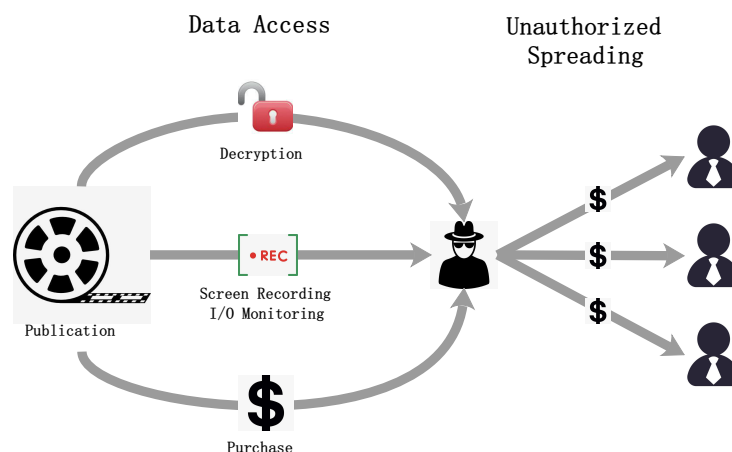 Data Access
Unauthorized
Spreading
Decryption
REC
Screen Recording
I/O Monitoring
Publication
Purchase
$
$
$
$